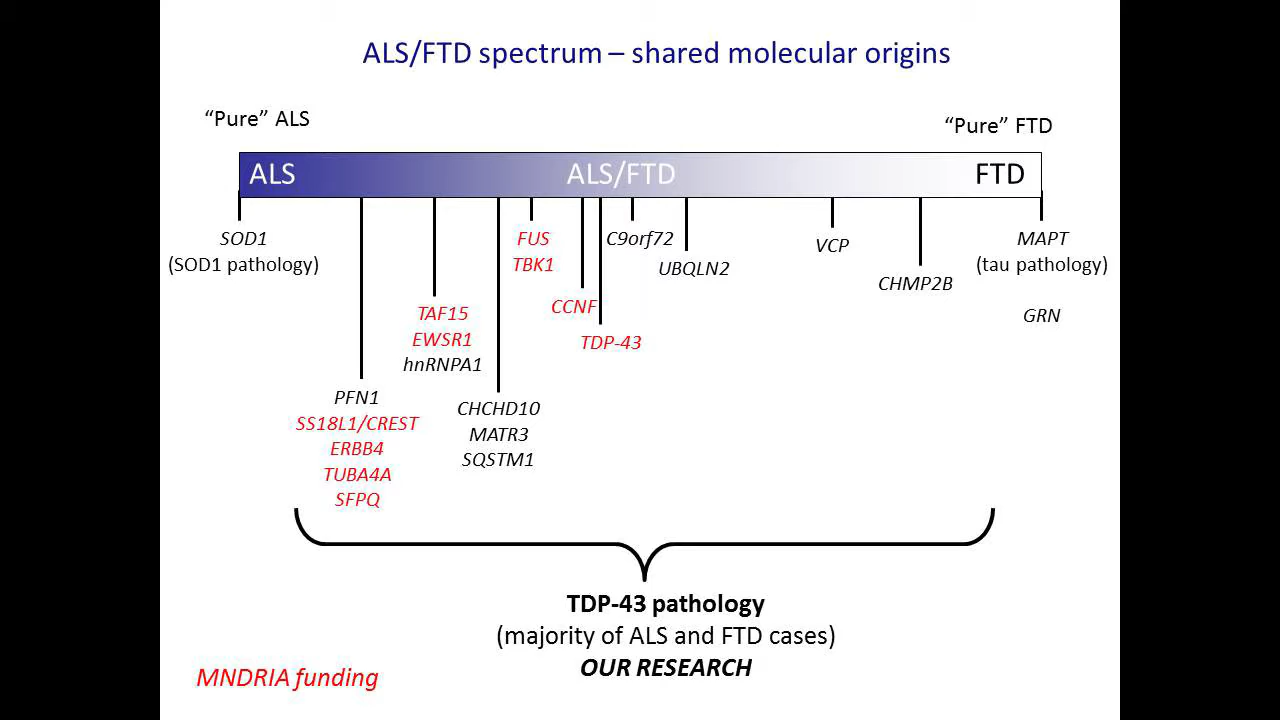 ALS/FTD spectrum – shared molecular origins
“Pure” ALS
“Pure” FTD
ALS
ALS/FTD
FTD
SOD1
(SOD1 pathology)
PFN1
SS18L1/CREST
ERBB4
TUBA4A
SFPQ
TAF15
EWSR1
hnRNPA1
CHCHD10
MATR3
SQSTM1
FUS
TBK1
CCNF
TDP-43
C9orf72
UBQLN2
VCP
CHMP2B
MAPT
(tau pathology)
GRN
TDP-43 pathology
(majority of ALS and FTD cases)
OUR RESEARCH
MNDRIA funding